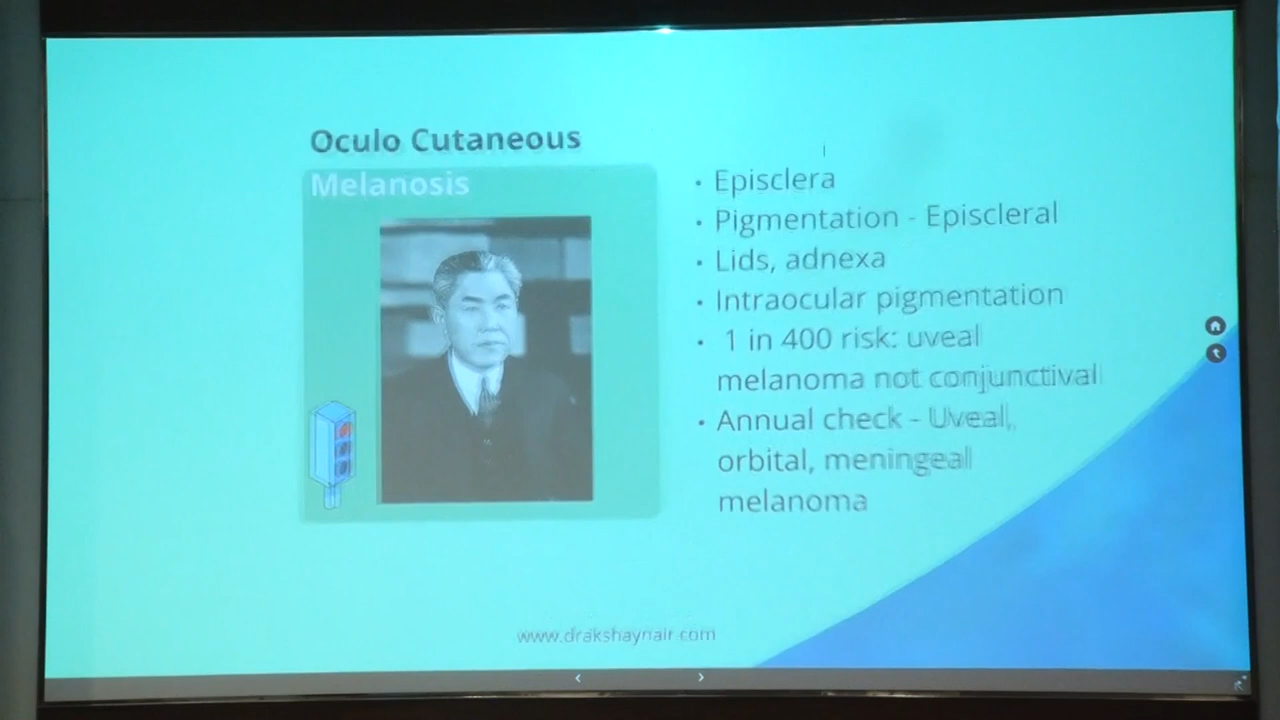 Oculo Cutaneous
Melanosis
• Episclera
• Pigmentation - Episcleral
• Lids, adnexa
• Intraocular pigmentation
• 1 in 400 risk: uveal
melanoma not conjunctival
• Annual check - Uveal,
orbital, meningeal
melanoma
www.drakshaynair.com